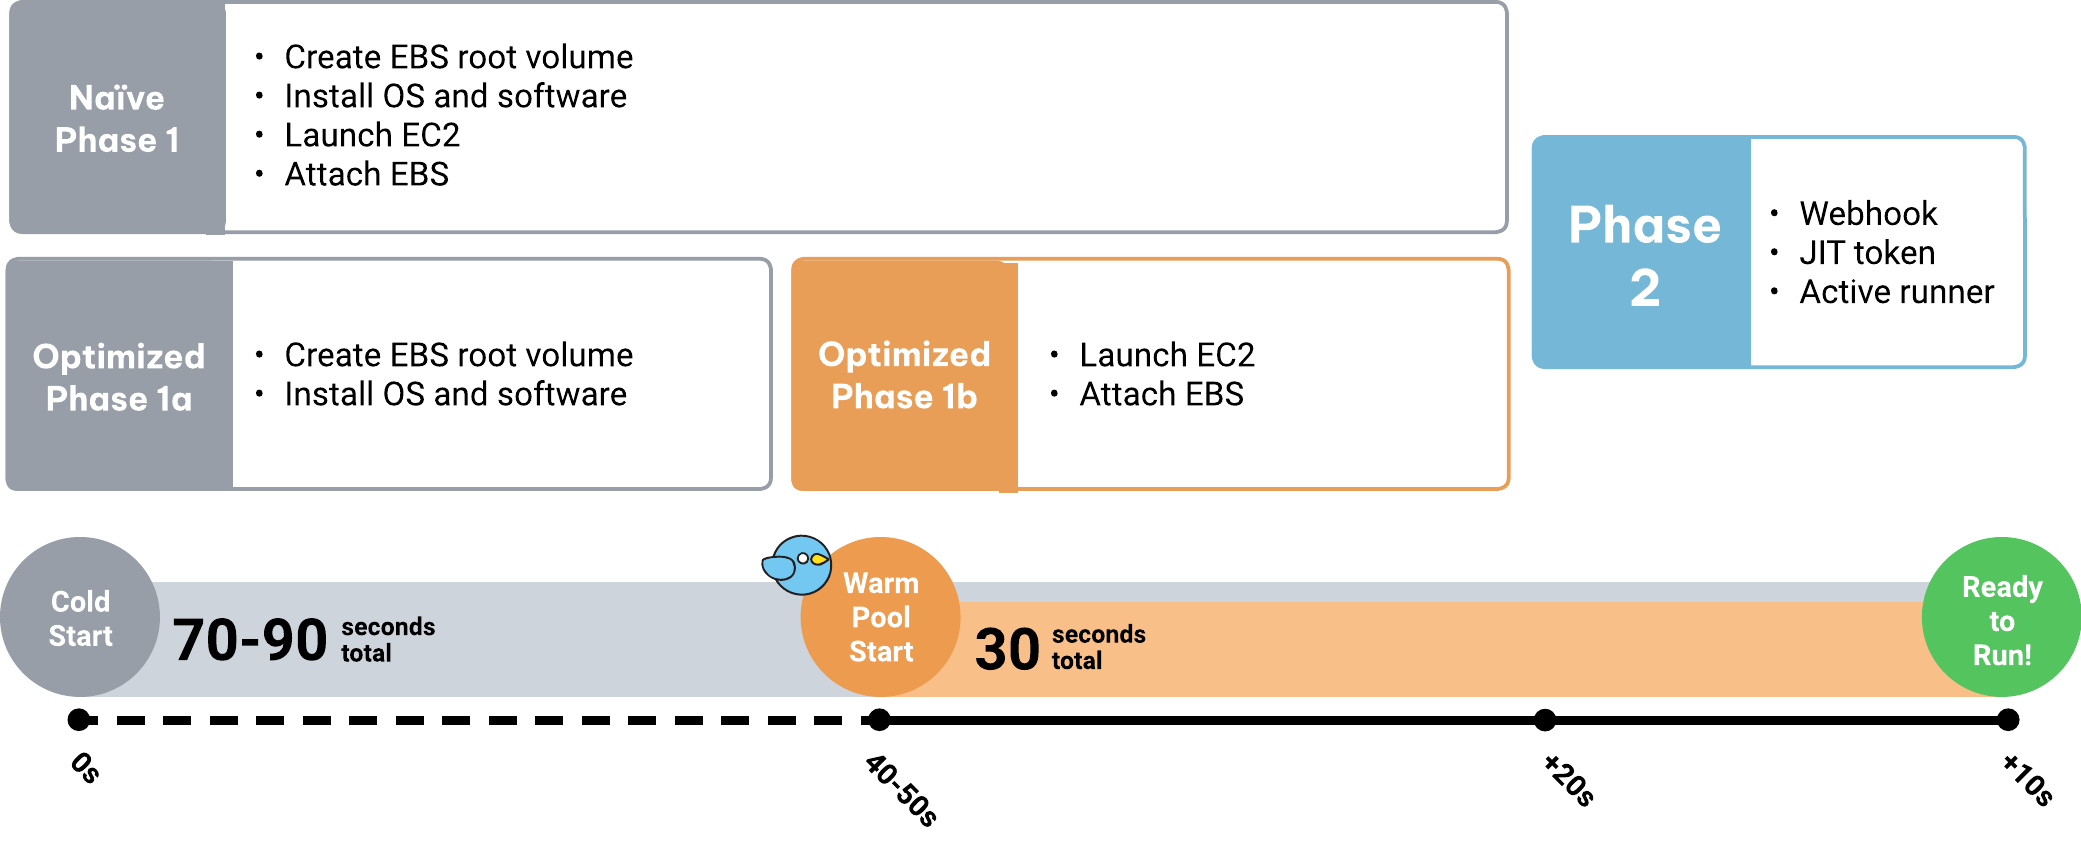 Naïve
Phase 1
• Create EBS root volume
• Install OS and software
• Launch EC2
• Attach EBS
Optimized
Phase 1a
• Create EBS root volume
• Install OS and software
Optimized
Phase 1b
• Launch EC2
• Attach EBS
Phase
2
• Webhook
• JIT token
• Active runner
Cold
Start
70-90 seconds
total
Warm
Pool
Start
30 seconds
total
Ready
to
Run!
0s
40-50s
+20s
+10s